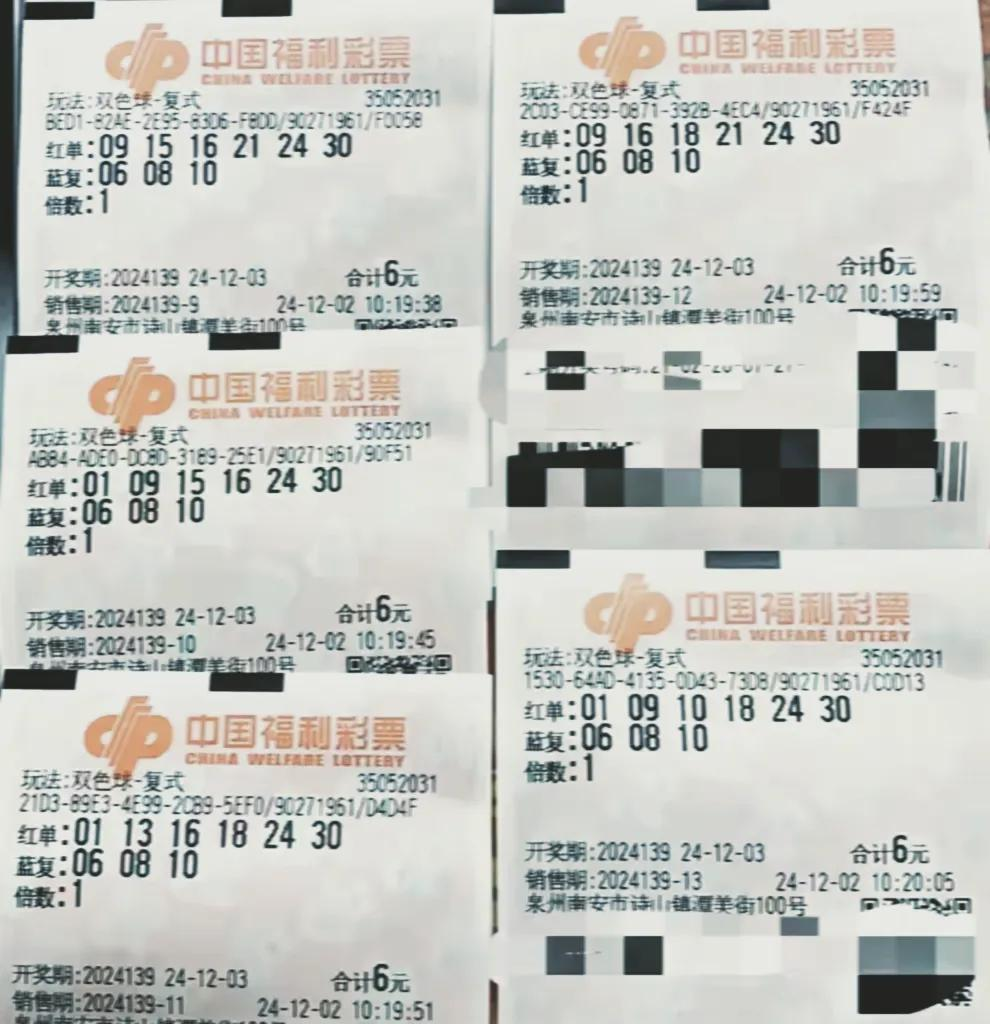 中国福利彩票
CHINA WELFARE LOTTERY
玩法:双色球-复式 35052031
8ED1-82AE-2E95-8306-F8DD/90271961/F0058
红单:09 15 16 21 24 30
蓝复:06 08 10
倍数:1
开奖期:2024139 24-12-03 合计6元
销售期:2024139-9 24-12-02 10:19:38
泉州南安市诗山镇潭美街100号
中国福利彩票
CHINA WELFARE LOTTERY
玩法:双色球-复式 35052031
AB84-ADE0-DC8D-3189-25E1/90271961/90F51
红单:01 09 15 16 24 30
蓝复:06 08 10
倍数:1
开奖期:2024139 24-12-03 合计6元
销售期:2024139-10 24-12-02 10:19:45
泉州南安市诗山镇潭美街100号
中国福利彩票
CHINA WELFARE LOTTERY
玩法:双色球-复式 35052031
21D3-89E3-4E99-2CB9-5EF0/90271961/D4D4F
红单:01 13 16 18 24 30
蓝复:06 08 10
倍数:1
开奖期:2024139 24-12-03 合计6元
销售期:2024139-11 24-12-02 10:19:51
中国福利彩票
CHINA WELFARE LOTTERY
玩法:双色球-复式 35052031
2C03-CE99-0871-392B-4EC4/90271961/F424F
红单:09 16 18 21 24 30
蓝复:06 08 10
倍数:1
开奖期:2024139 24-12-03 合计6元
销售期:2024139-12 24-12-02 10:19:59
泉州南安市诗山镇潭美街100号
中国福利彩票
CHINA WELFARE LOTTERY
玩法:双色球-复式 35052031
1530-64AD-4135-0D43-73D8/90271961/C0D13
红单:01 09 10 18 24 30
蓝复:06 08 10
倍数:1
开奖期:2024139 24-12-03 合计6元
销售期:2024139-13 24-12-02 10:20:05
泉州南安市诗山镇潭美街100号